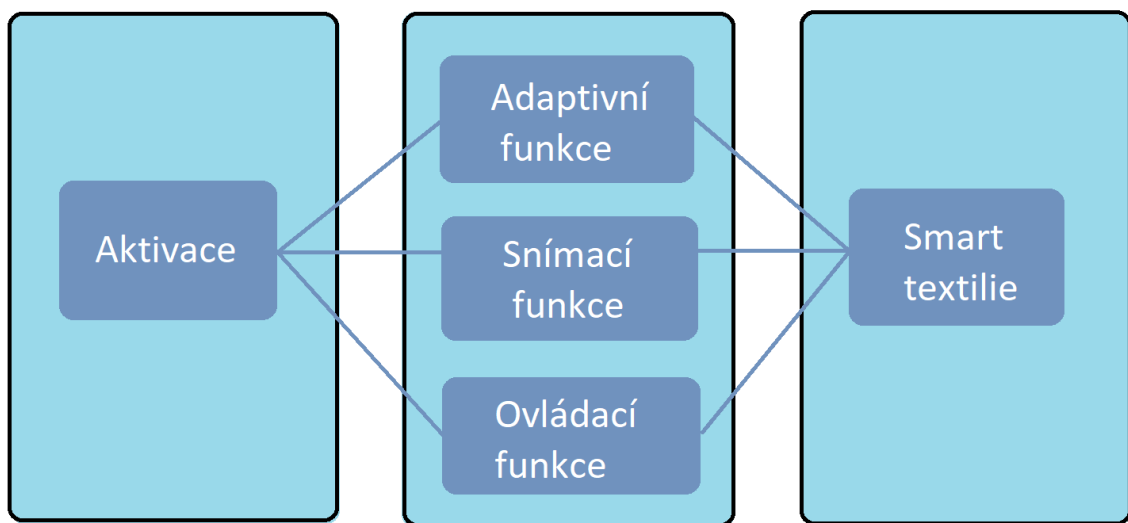 Aktivace
Adaptivní
funkce
Snímací
funkce
Ovládací
funkce
Smart
textilie